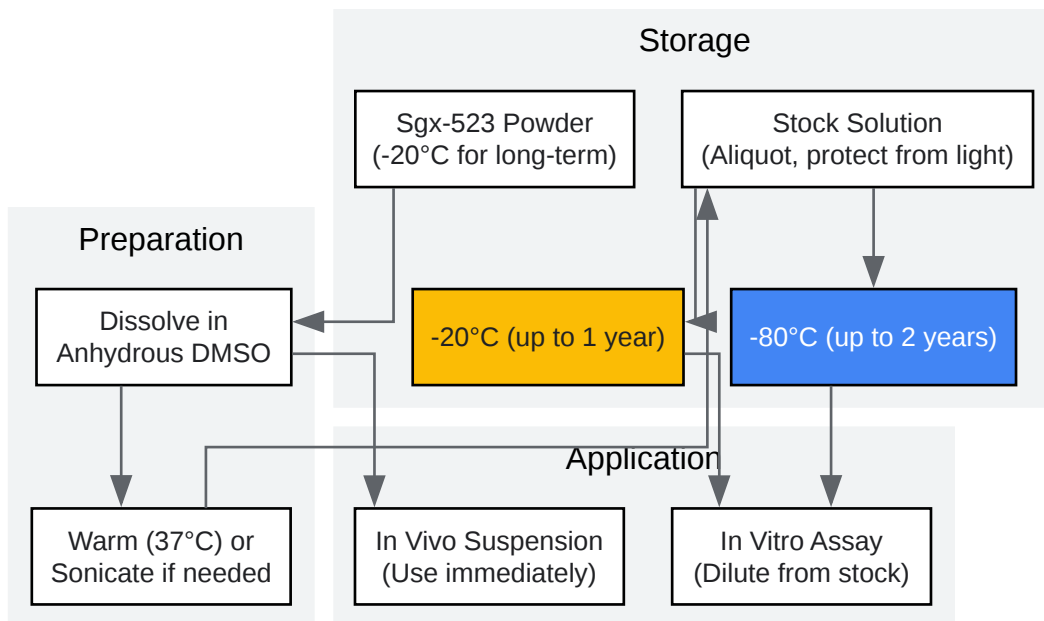 Storage
Sgx-523 Powder
(-20°C for long-term)
Stock Solution
(Aliquot, protect from light)
Preparation
Dissolve in
Anhydrous DMSO
-20°C (up to 1 year)
-80°C (up to 2 years)
Application
Warm (37°C) or
Sonicate if needed
In Vivo Suspension
(Use immediately)
In Vitro Assay
(Dilute from stock)